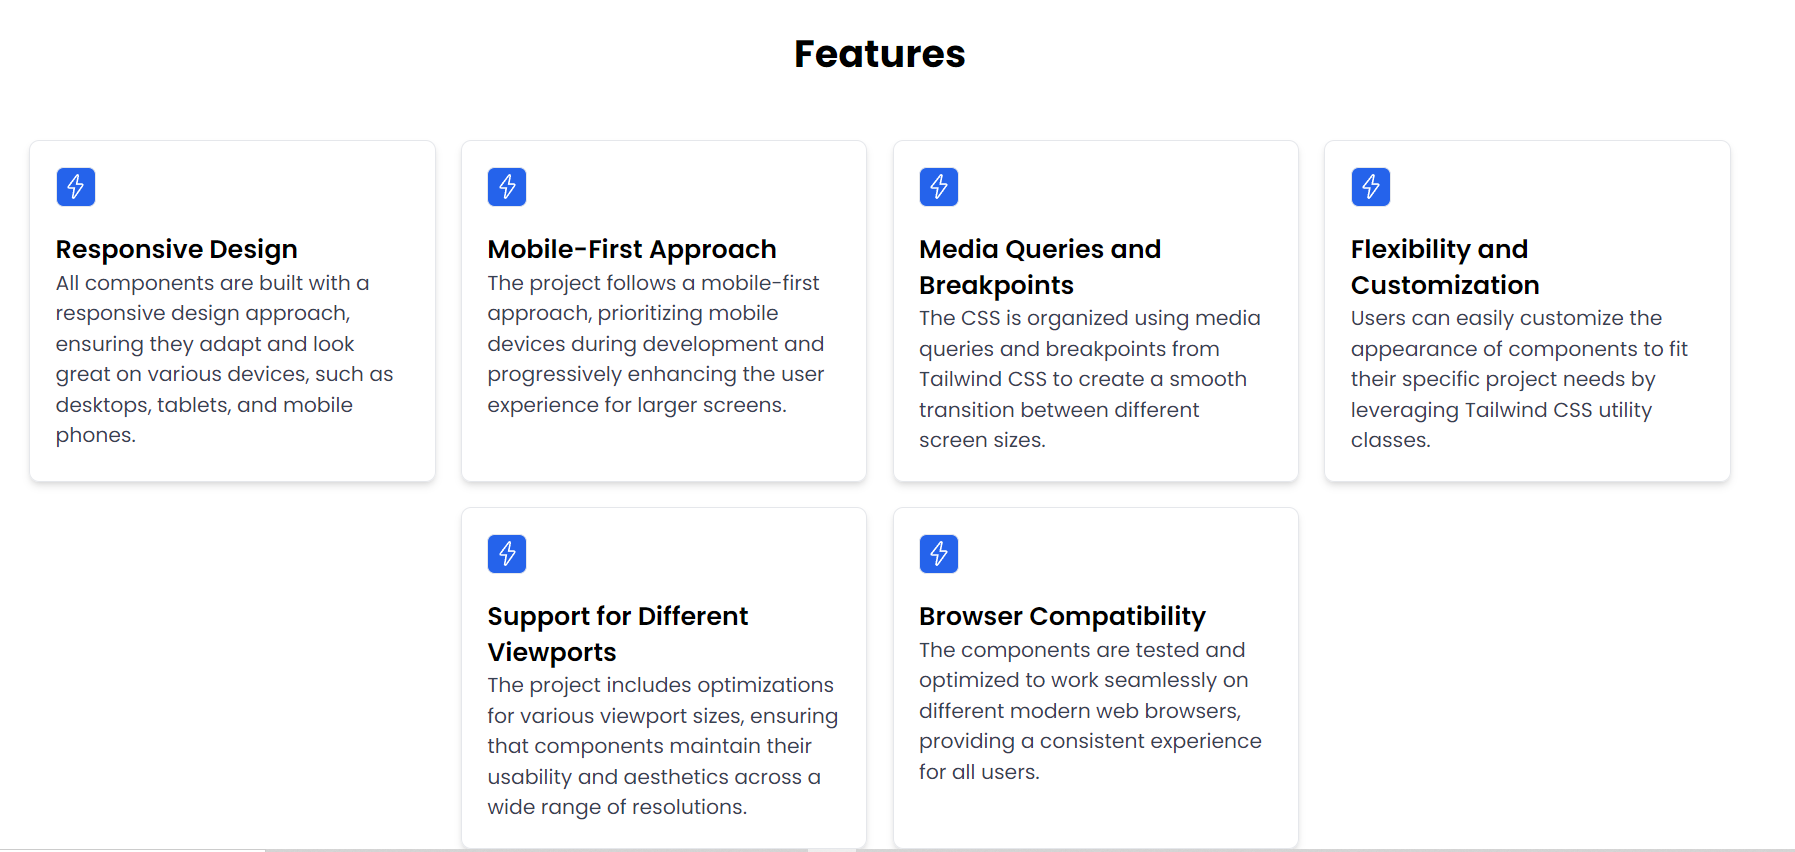 Features
Responsive Design
All components are built with a
responsive design approach,
ensuring they adapt and look
great on various devices, such as
desktops, tablets, and mobile
phones.
Mobile-First Approach
The project follows a mobile-first
approach, prioritizing mobile
devices during development and
progressively enhancing the user
experience for larger screens.
Media Queries and
Breakpoints
The CSS is organized using media
queries and breakpoints from
Tailwind CSS to create a smooth
transition between different
screen sizes.
Flexibility and
Customization
Users can easily customize the
appearance of components to fit
their specific project needs by
leveraging Tailwind CSS utility
classes.
Support for Different
Viewports
The project includes optimizations
for various viewport sizes, ensuring
that components maintain their
usability and aesthetics across a
wide range of resolutions.
Browser Compatibility
The components are tested and
optimized to work seamlessly on
different modern web browsers,
providing a consistent experience
for all users.